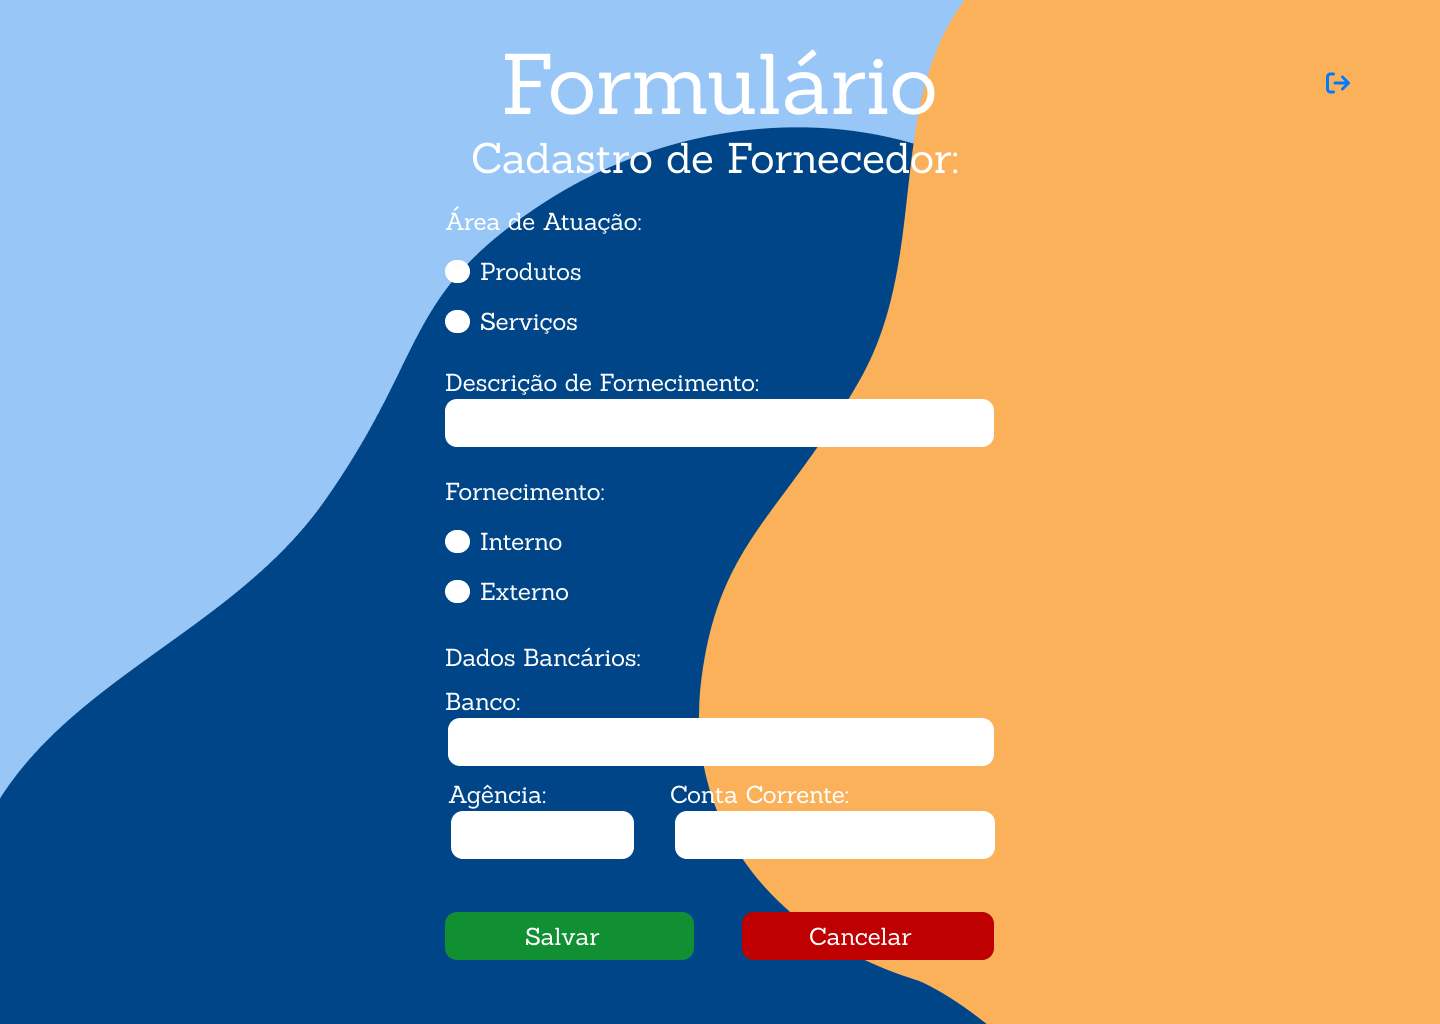 Formulário
Cadastro de Fornecedor:
Área de Atuação:
Produtos
Serviços
Descrição de Fornecimento:
Fornecimento:
Interno
Externo
Dados Bancários:
Banco:
Agência: Conta Corrente:
Salvar Cancelar